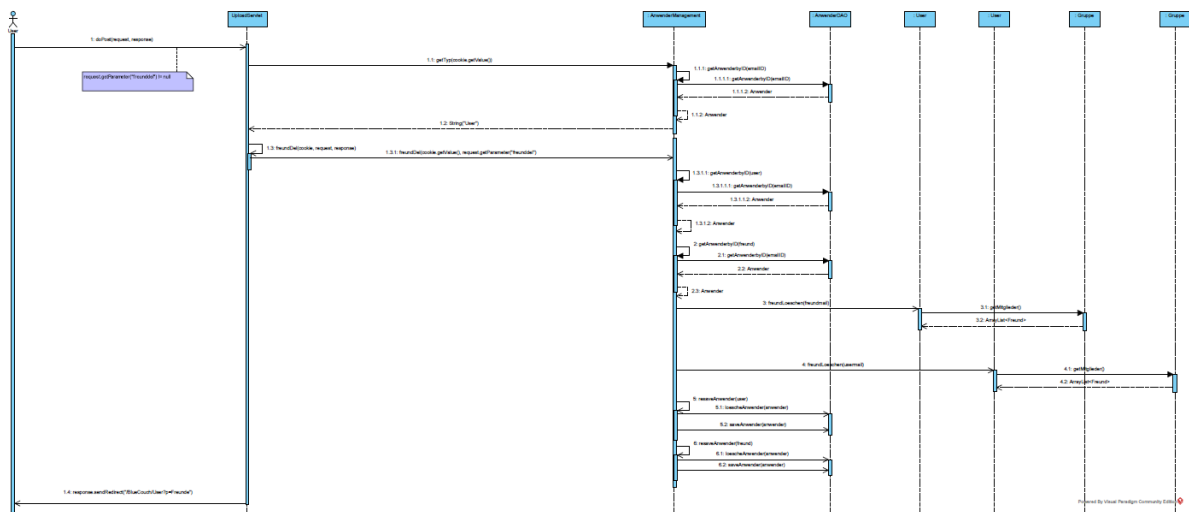 UploadServlet
AnwenderManagement
AnwenderDAO
: User
: User
: Gruppe
: Gruppe
User
1: doPost(request, response)
1.1: getTyp(cookie.getValue())
1.1.1: getAnwenderbyID(emailID)
request.getParameter("freunddel") != null
1.1.1.1: getAnwenderbyID(emailID)
1.1.1.2: Anwender
1.1.2: Anwender
1.2: String("User")
1.3: freundDel(cookie, request, response)
1.3.1: freundDel(cookie.getValue(), request.getParameter("freunddel")
1.3.1.1: getAnwenderbyID(user)
1.3.1.1.1: getAnwenderbyID(emailID)
1.3.1.1.2: Anwender
1.3.1.2: Anwender
2: getAnwenderbyID(freund)
2.1: getAnwenderbyID(emailID)
2.2: Anwender
2.3: Anwender
3: freundLoeschen(freundmail)
3.1: getMitglieder()
3.2: ArrayList<Freund>
4: freundLoeschen(usermail)
4.1: getMitglieder()
4.2: ArrayList<Freund>
5: resaveAnwender(user)
5.1: loescheAnwender(anwender)
5.2: saveAnwender(anwender)
6: resaveAnwender(freund)
6.1: loescheAnwender(anwender)
6.2: saveAnwender(anwender)
1.4: response.sendRedirect("/BlueCouch/User?p=Freunde")
Powered By Visual Paradigm Community Edition